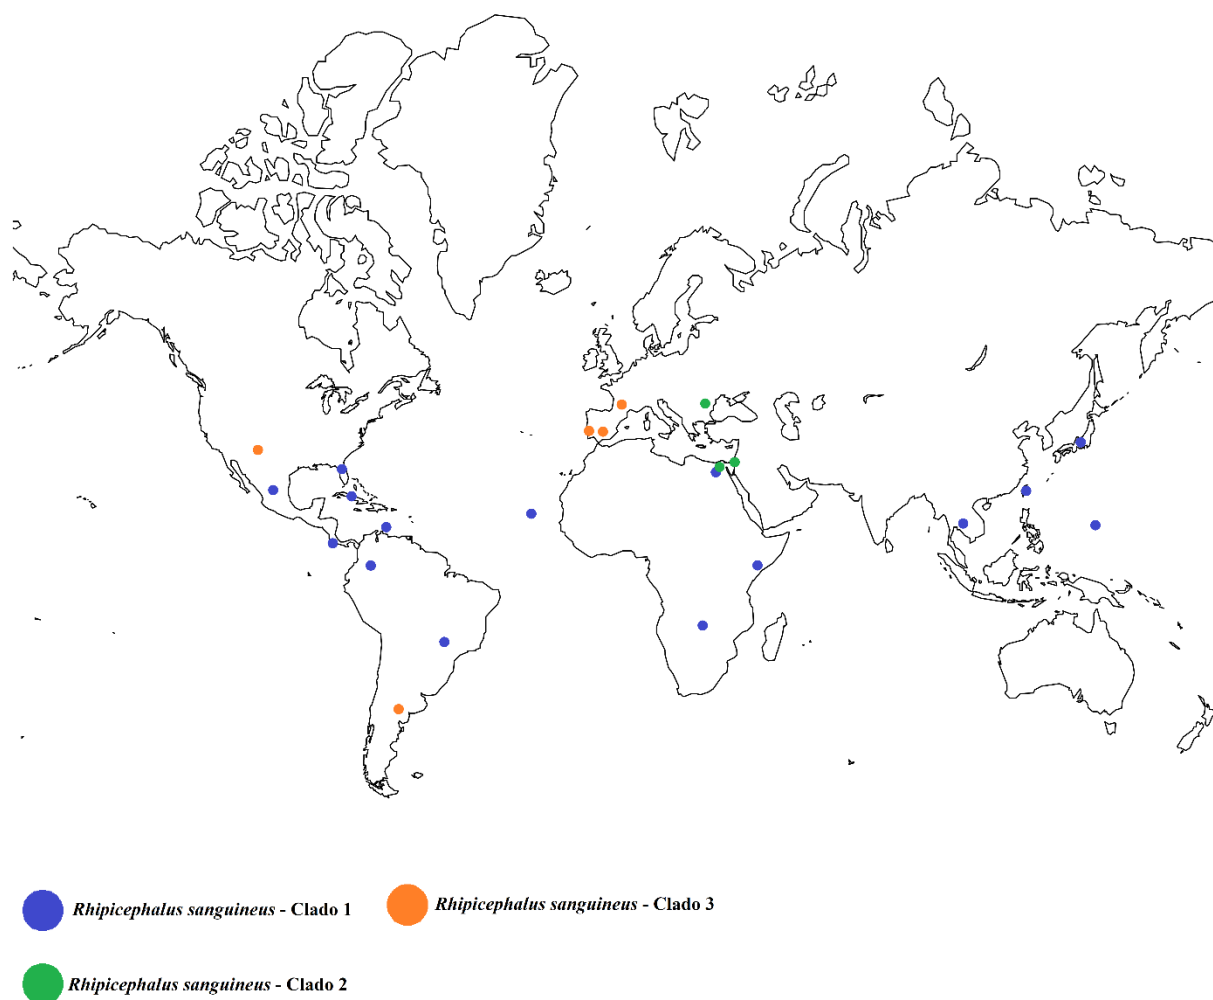 Rhipicephalus sanguineus - Clado 1
Rhipicephalus sanguineus - Clado 3
Rhipicephalus sanguineus - Clado 2